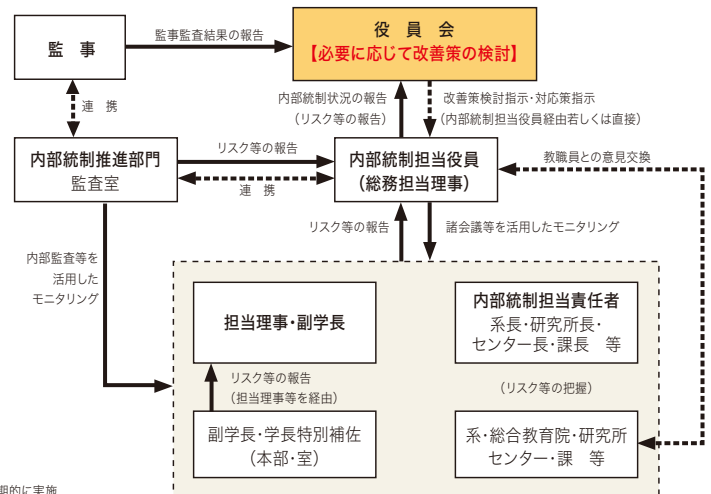 監　事
監事監査結果の報告
役　員　会
【必要に応じて改善策の検討】
連　携
内部統制状況の報告
（リスク等の報告）
改善策検討指示・対応策指示
（内部統制担当役員経由若しくは直接）
内部統制推進部門
監査室
リスク等の報告
連　携
内部統制担当役員
（総務担当理事）
教職員との意見交換
リスク等の報告
諸会議等を活用したモニタリング
内部監査等を
活用した
モニタリング
担当理事・副学長
内部統制担当責任者
系長・研究所長・
センター長・課長　等
リスク等の報告
（担当理事等を経由）
（リスク等の把握）
副学長・学長特別補佐
（本部・室）
系・総合教育院・研究所
センター・課　等
期的に実施